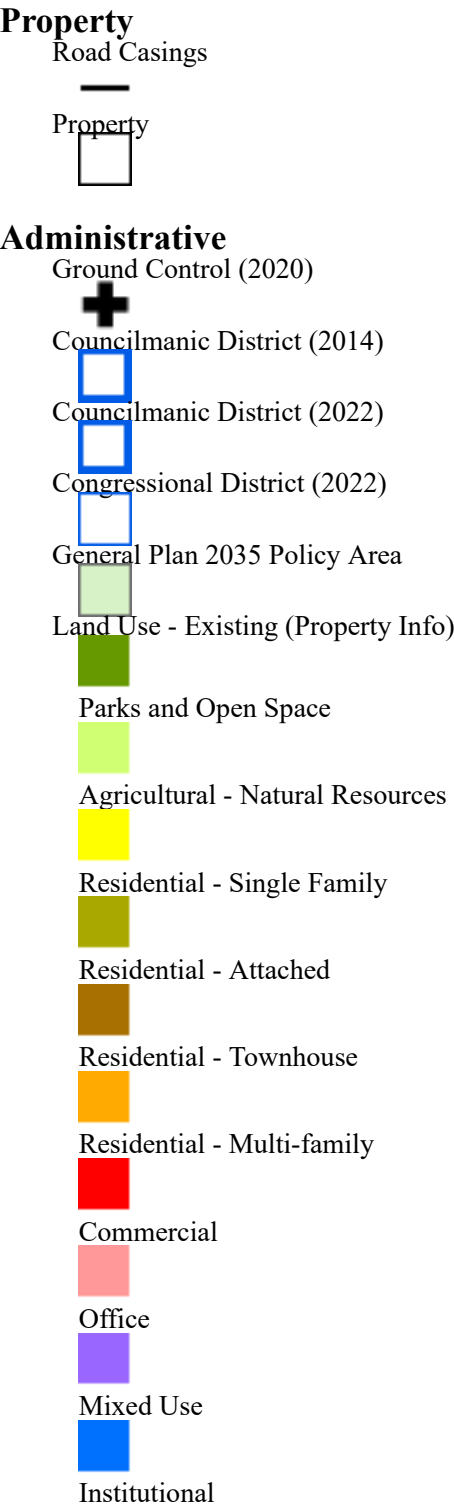 Property
Road Casings
Property
Administrative
Ground Control (2020)
Councilmanic District (2014)
Councilmanic District (2022)
Congressional District (2022)
General Plan 2035 Policy Area
Land Use - Existing (Property Info)
Parks and Open Space
Agricultural - Natural Resources
Residential - Single Family
Residential - Attached
Residential - Townhouse
Residential - Multi-family
Commercial
Office
Mixed Use
Institutional